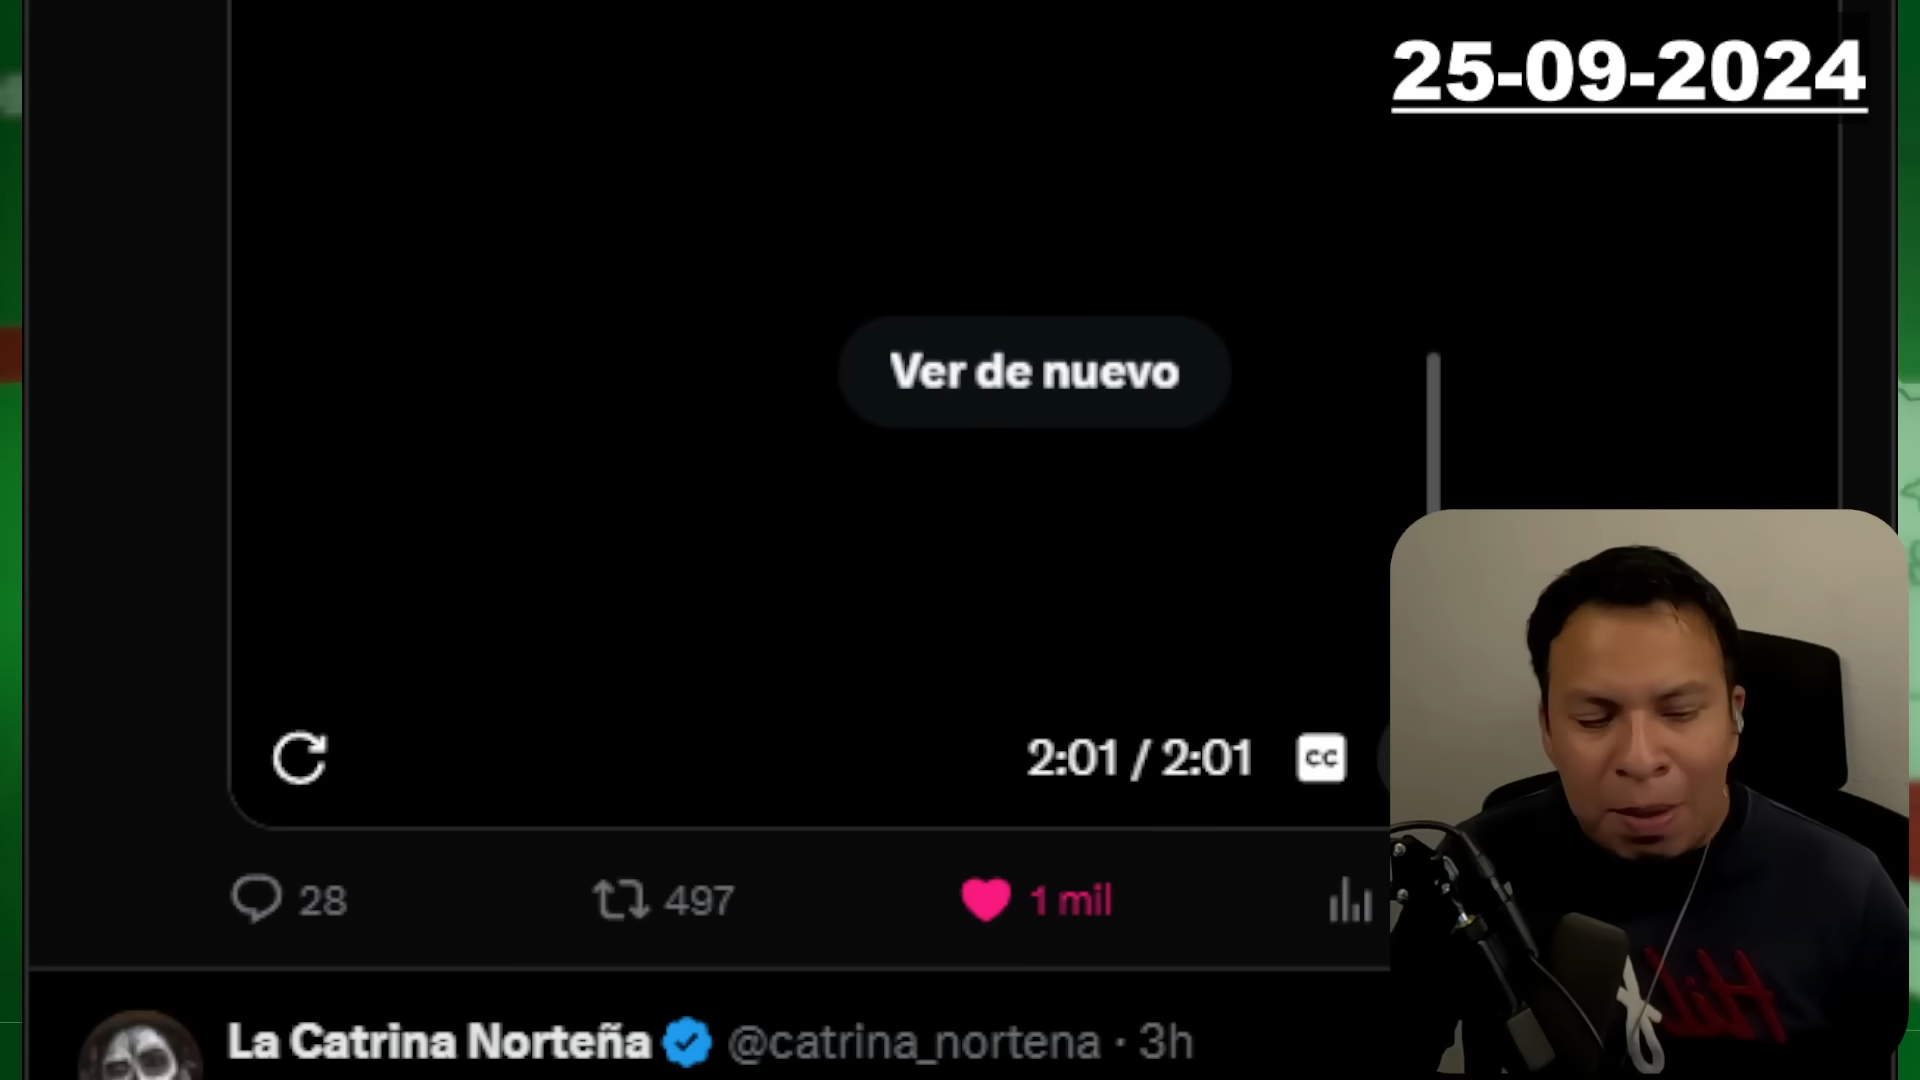 25-09-2024
Ver de nuevo
2:01 / 2:01 CC
28 497 1 mil
La Catrina Norteña @catrina_nortena · 3h